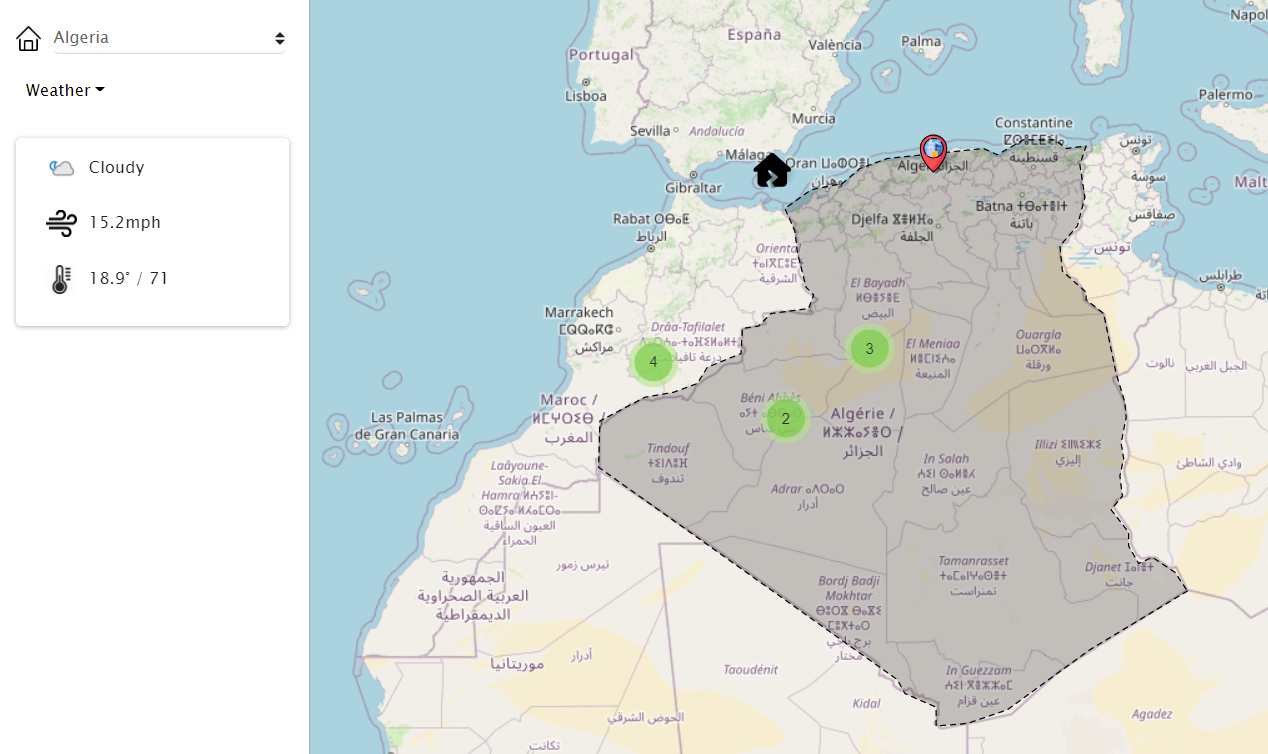 Algeria
Weather
Cloudy
15.2mph
18.9° / 71
España
València
Palma
Napo
Portugal
Lisboa
Murcia
Palermo
Sevilla
Andalucía
Málaga
Constantine
ⵇⵙⵏⵟⵉⵏⴰ
قسنطينة
تونس
Gibraltar
Oran
وهران
الجزائر
سوسة
Malt
Rabat ⵔⴱⴰⵟ
الرباط
Djelfa
الجلفة
Batna
باتنة
صفاقس
تونس
Oriental
الشرقية
طرابلس
El Bayadh
البيض
Marrakech
مراكش
Drâa-Tafilalet
درعة تافيلالت
El Meniaa
المنيعة
Ouargla
ورقلة
نالوت
الجبل الغربي
4
3
2
Béni Abbès
Maroc /
ⵍⵎⵖⵔⵉⴱ /
المغرب
Las Palmas
de Gran Canaria
Algérie /
ⵍⵣⵣⴰⵢⴻⵔ /
الجزائر
Tindouf
تندوف
Illizi
إليزي
In Salah
عين صالح
وادي الشاطئ
Laâyoune-
Sakia El
Hamra
العيون الساقية
الحمراء
Adrar ⴰⴷⵔⴰⵔ
أدرار
تيرس زمور
الجمهورية
العربية الصحراوية
الديمقراطية
Tamanrasset
تمنراست
Djanet
جانت
Bordj Badji
Mokhtar
برج باجي
مختار
موريتانيا
أدرار
Taoudénit
In Guezzam
عين قزام
Kidal
Agadez
الحوض الشرقي
تكانت